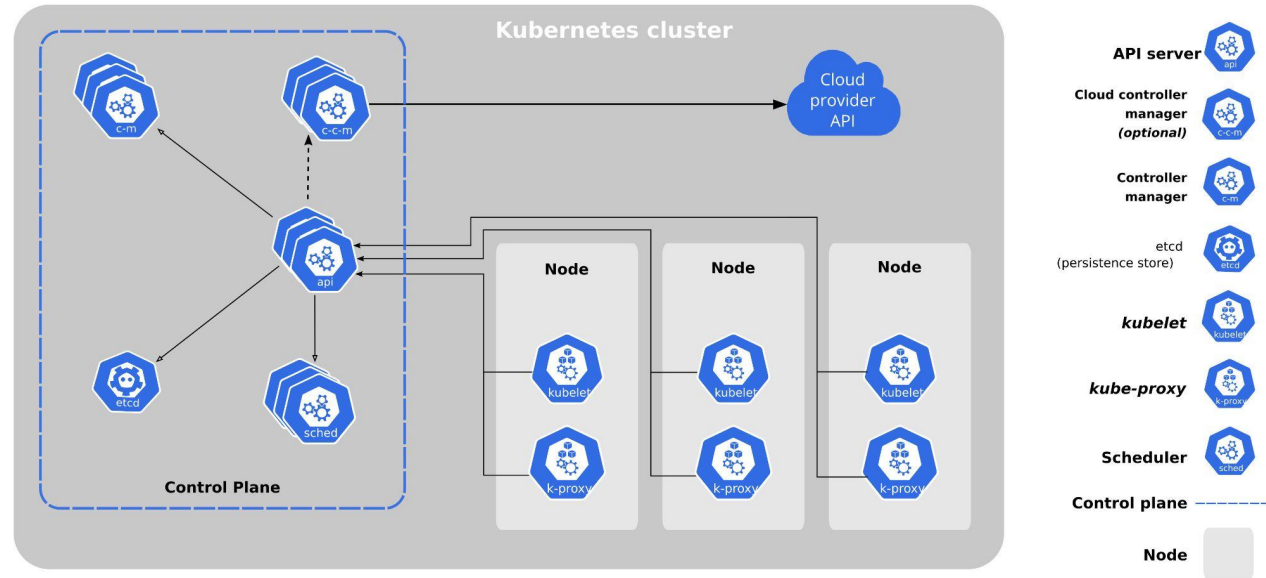 Kubernetes cluster
c-m
c-c-m
Cloud
provider
API
api
Node
Node
Node
etcd
sched
kubelet
kubelet
kubelet
k-proxy
k-proxy
k-proxy
Control Plane
API server
api
Cloud controller
manager
(optional)
c-c-m
Controller
manager
c-m
etcd
(persistence store)
etcd
kubelet
kubelet
kube-proxy
k-proxy
Scheduler
sched
Control plane
Node